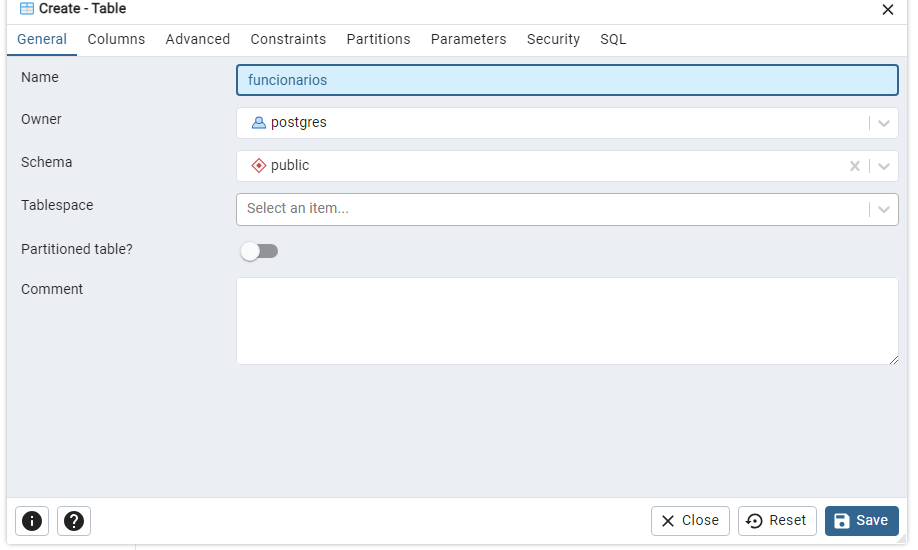 Create - Table
General Columns Advanced Constraints Partitions Parameters Security SQL
Name funcionarios
Owner postgres
Schema public
Tablespace Select an item...
Partitioned table?
Comment
Close Reset Save